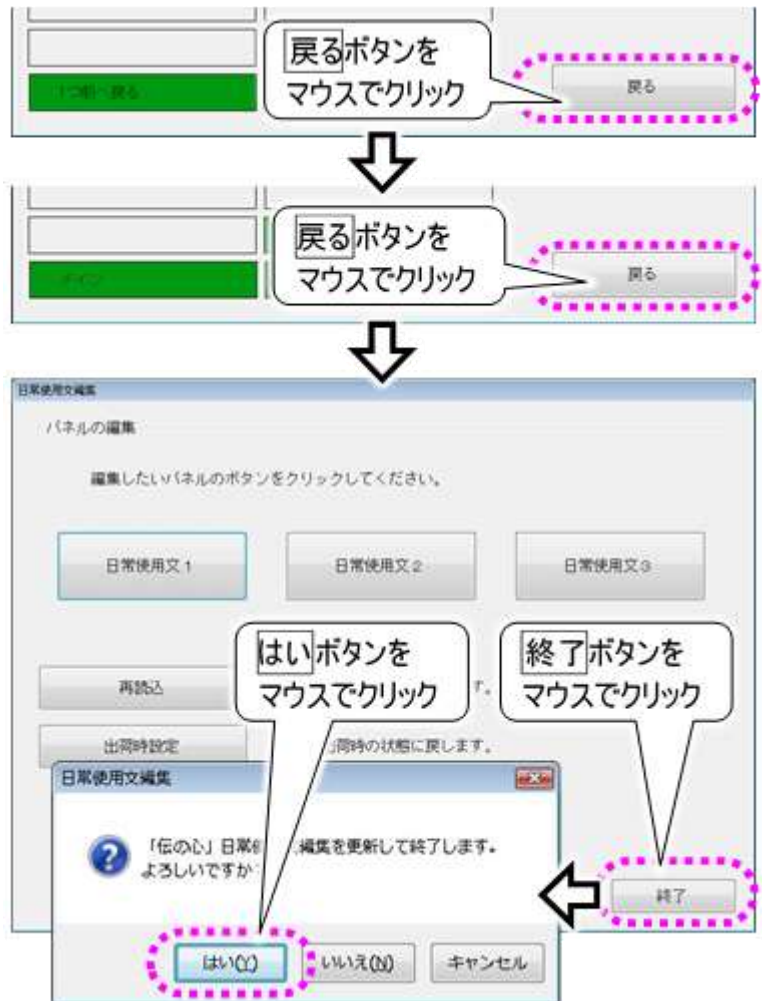 戻るボタンを
マウスでクリック
1つ前へ戻る
戻る
戻るボタンを
マウスでクリック
メイン
戻る
日常使用文編集
パネルの編集
編集したいパネルのボタンをクリックしてください。
日常使用文1
日常使用文2
日常使用文3
はいボタンを
マウスでクリック
終了ボタンを
マウスでクリック
再読込
す。
出荷時設定
出荷時の状態に戻します。
日常使用文編集
「伝の心」日常使 編集を更新して終了します。
よろしいですか
終了
はい(Y)
いいえ(N)
キャンセル